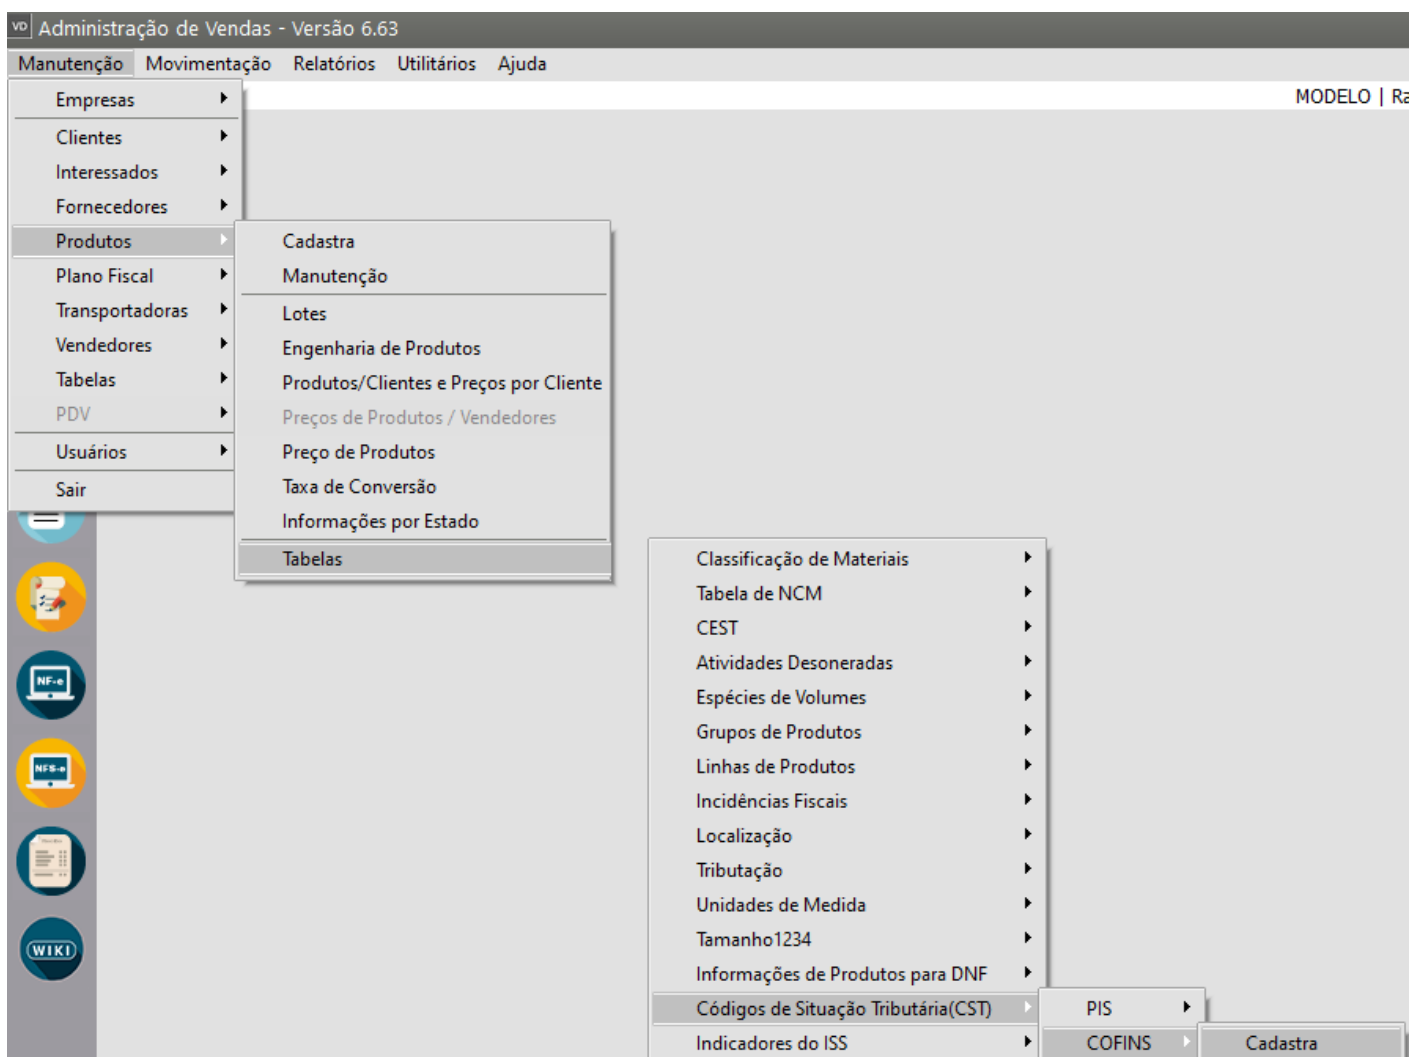 VD Administração de Vendas - Versão 6.63
Manutenção Movimentação Relatórios Utilitários Ajuda
MODELO | Ra
Empresas
Clientes
Interessados
Fornecedores
Produtos
Plano Fiscal
Transportadoras
Vendedores
Tabelas
PDV
Usuários
Sair
Cadastra
Manutenção
Lotes
Engenharia de Produtos
Produtos/Clientes e Preços por Cliente
Preços de Produtos / Vendedores
Preço de Produtos
Taxa de Conversão
Informações por Estado
Tabelas
Classificação de Materiais
Tabela de NCM
CEST
Atividades Desoneradas
Espécies de Volumes
Grupos de Produtos
Linhas de Produtos
Incidências Fiscais
Localização
Tributação
Unidades de Medida
Tamanho1234
Informações de Produtos para DNF
Códigos de Situação Tributária(CST)
Indicadores do ISS
PIS
COFINS
Cadastra
NF-e
NFS-e
WIKI